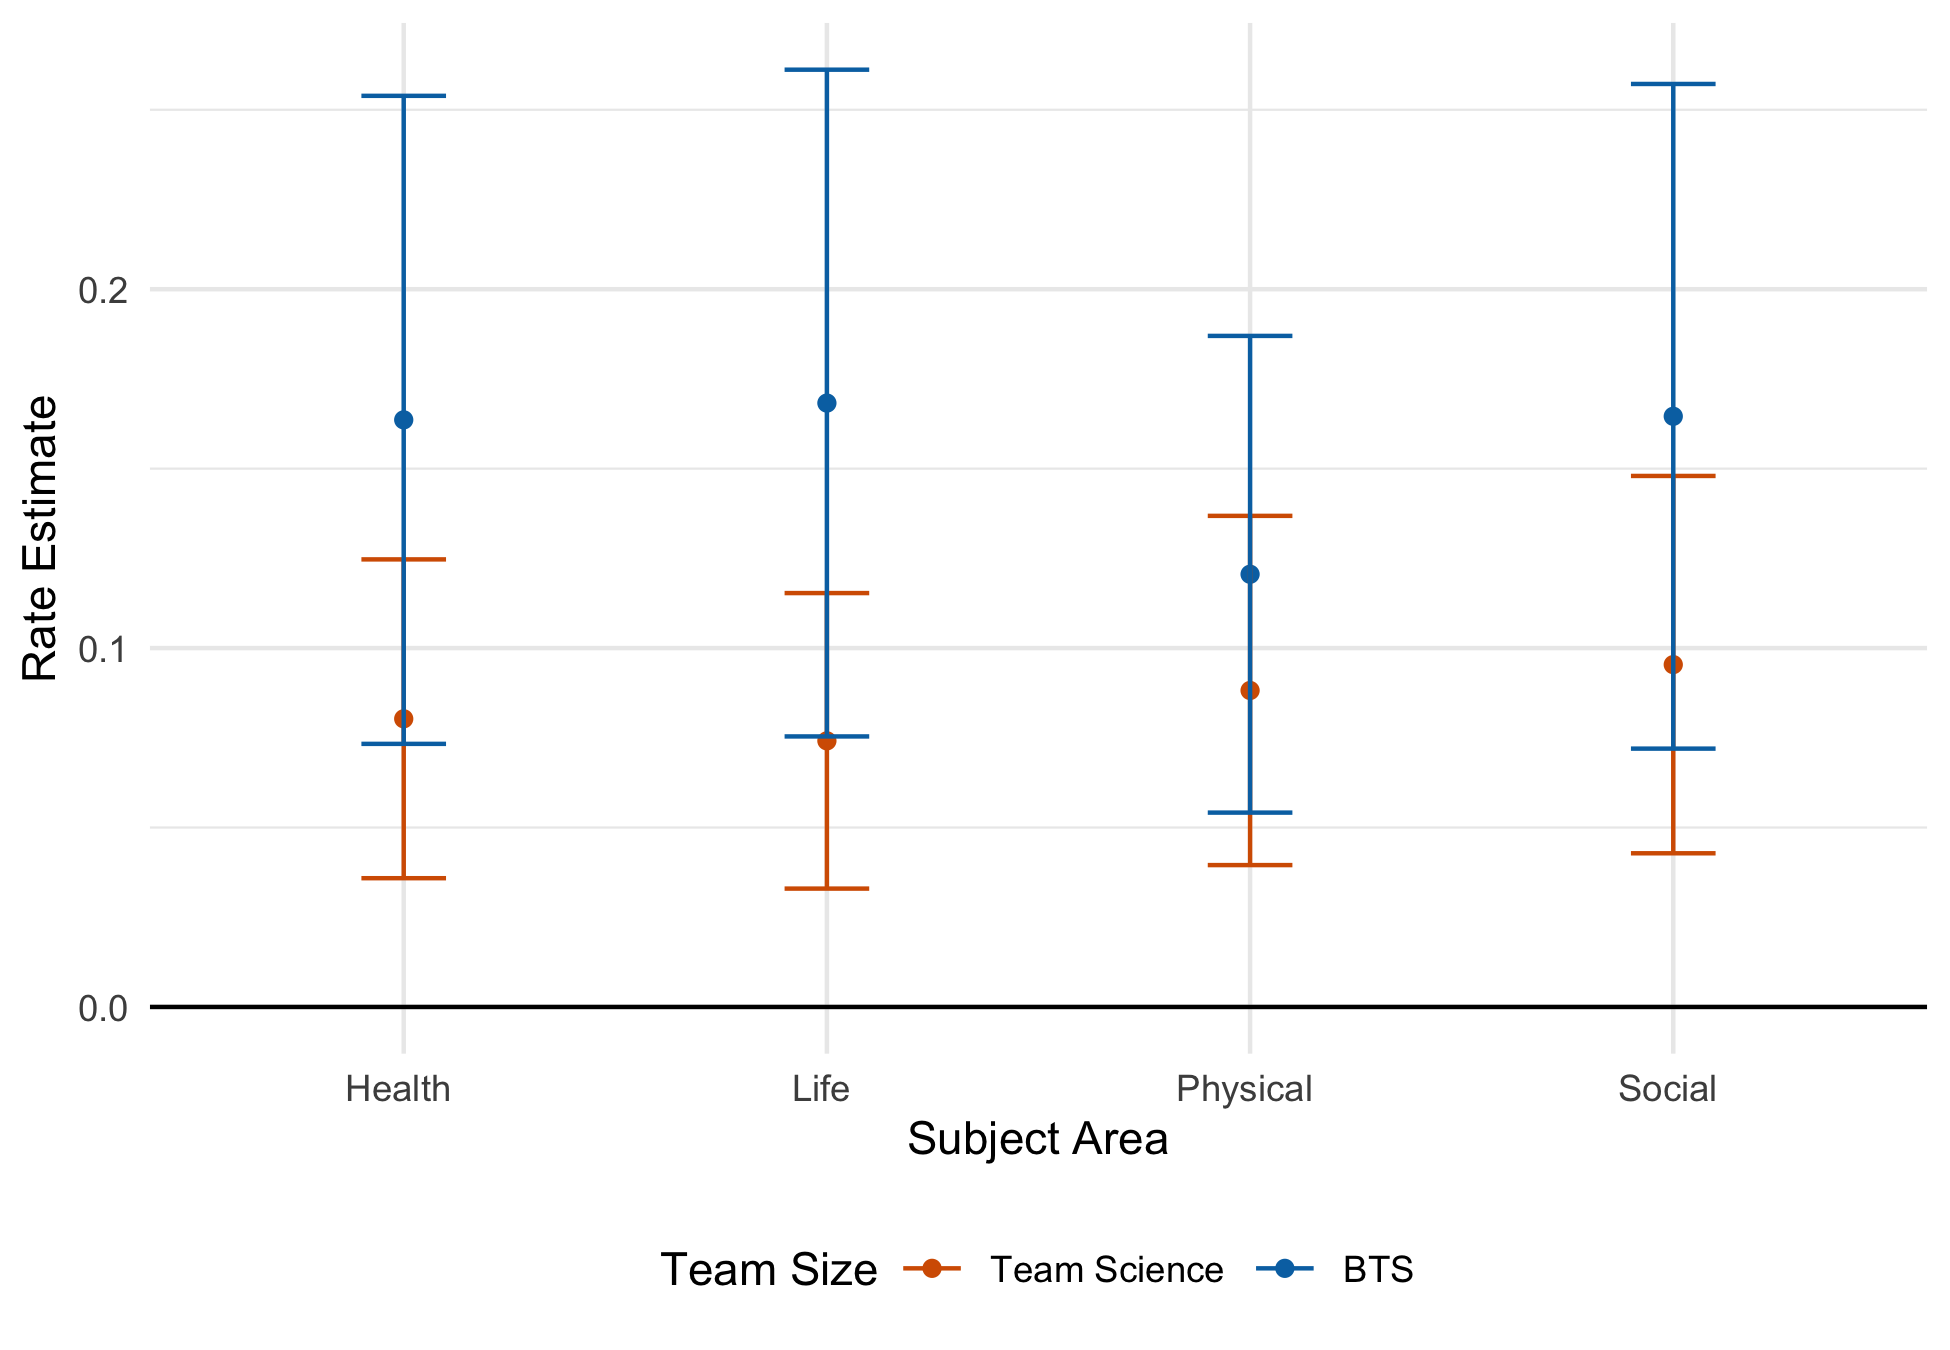 Rate Estimate
0.2
0.1
0.0
Health Life Physical Social
Subject Area
Team Size Team Science BTS